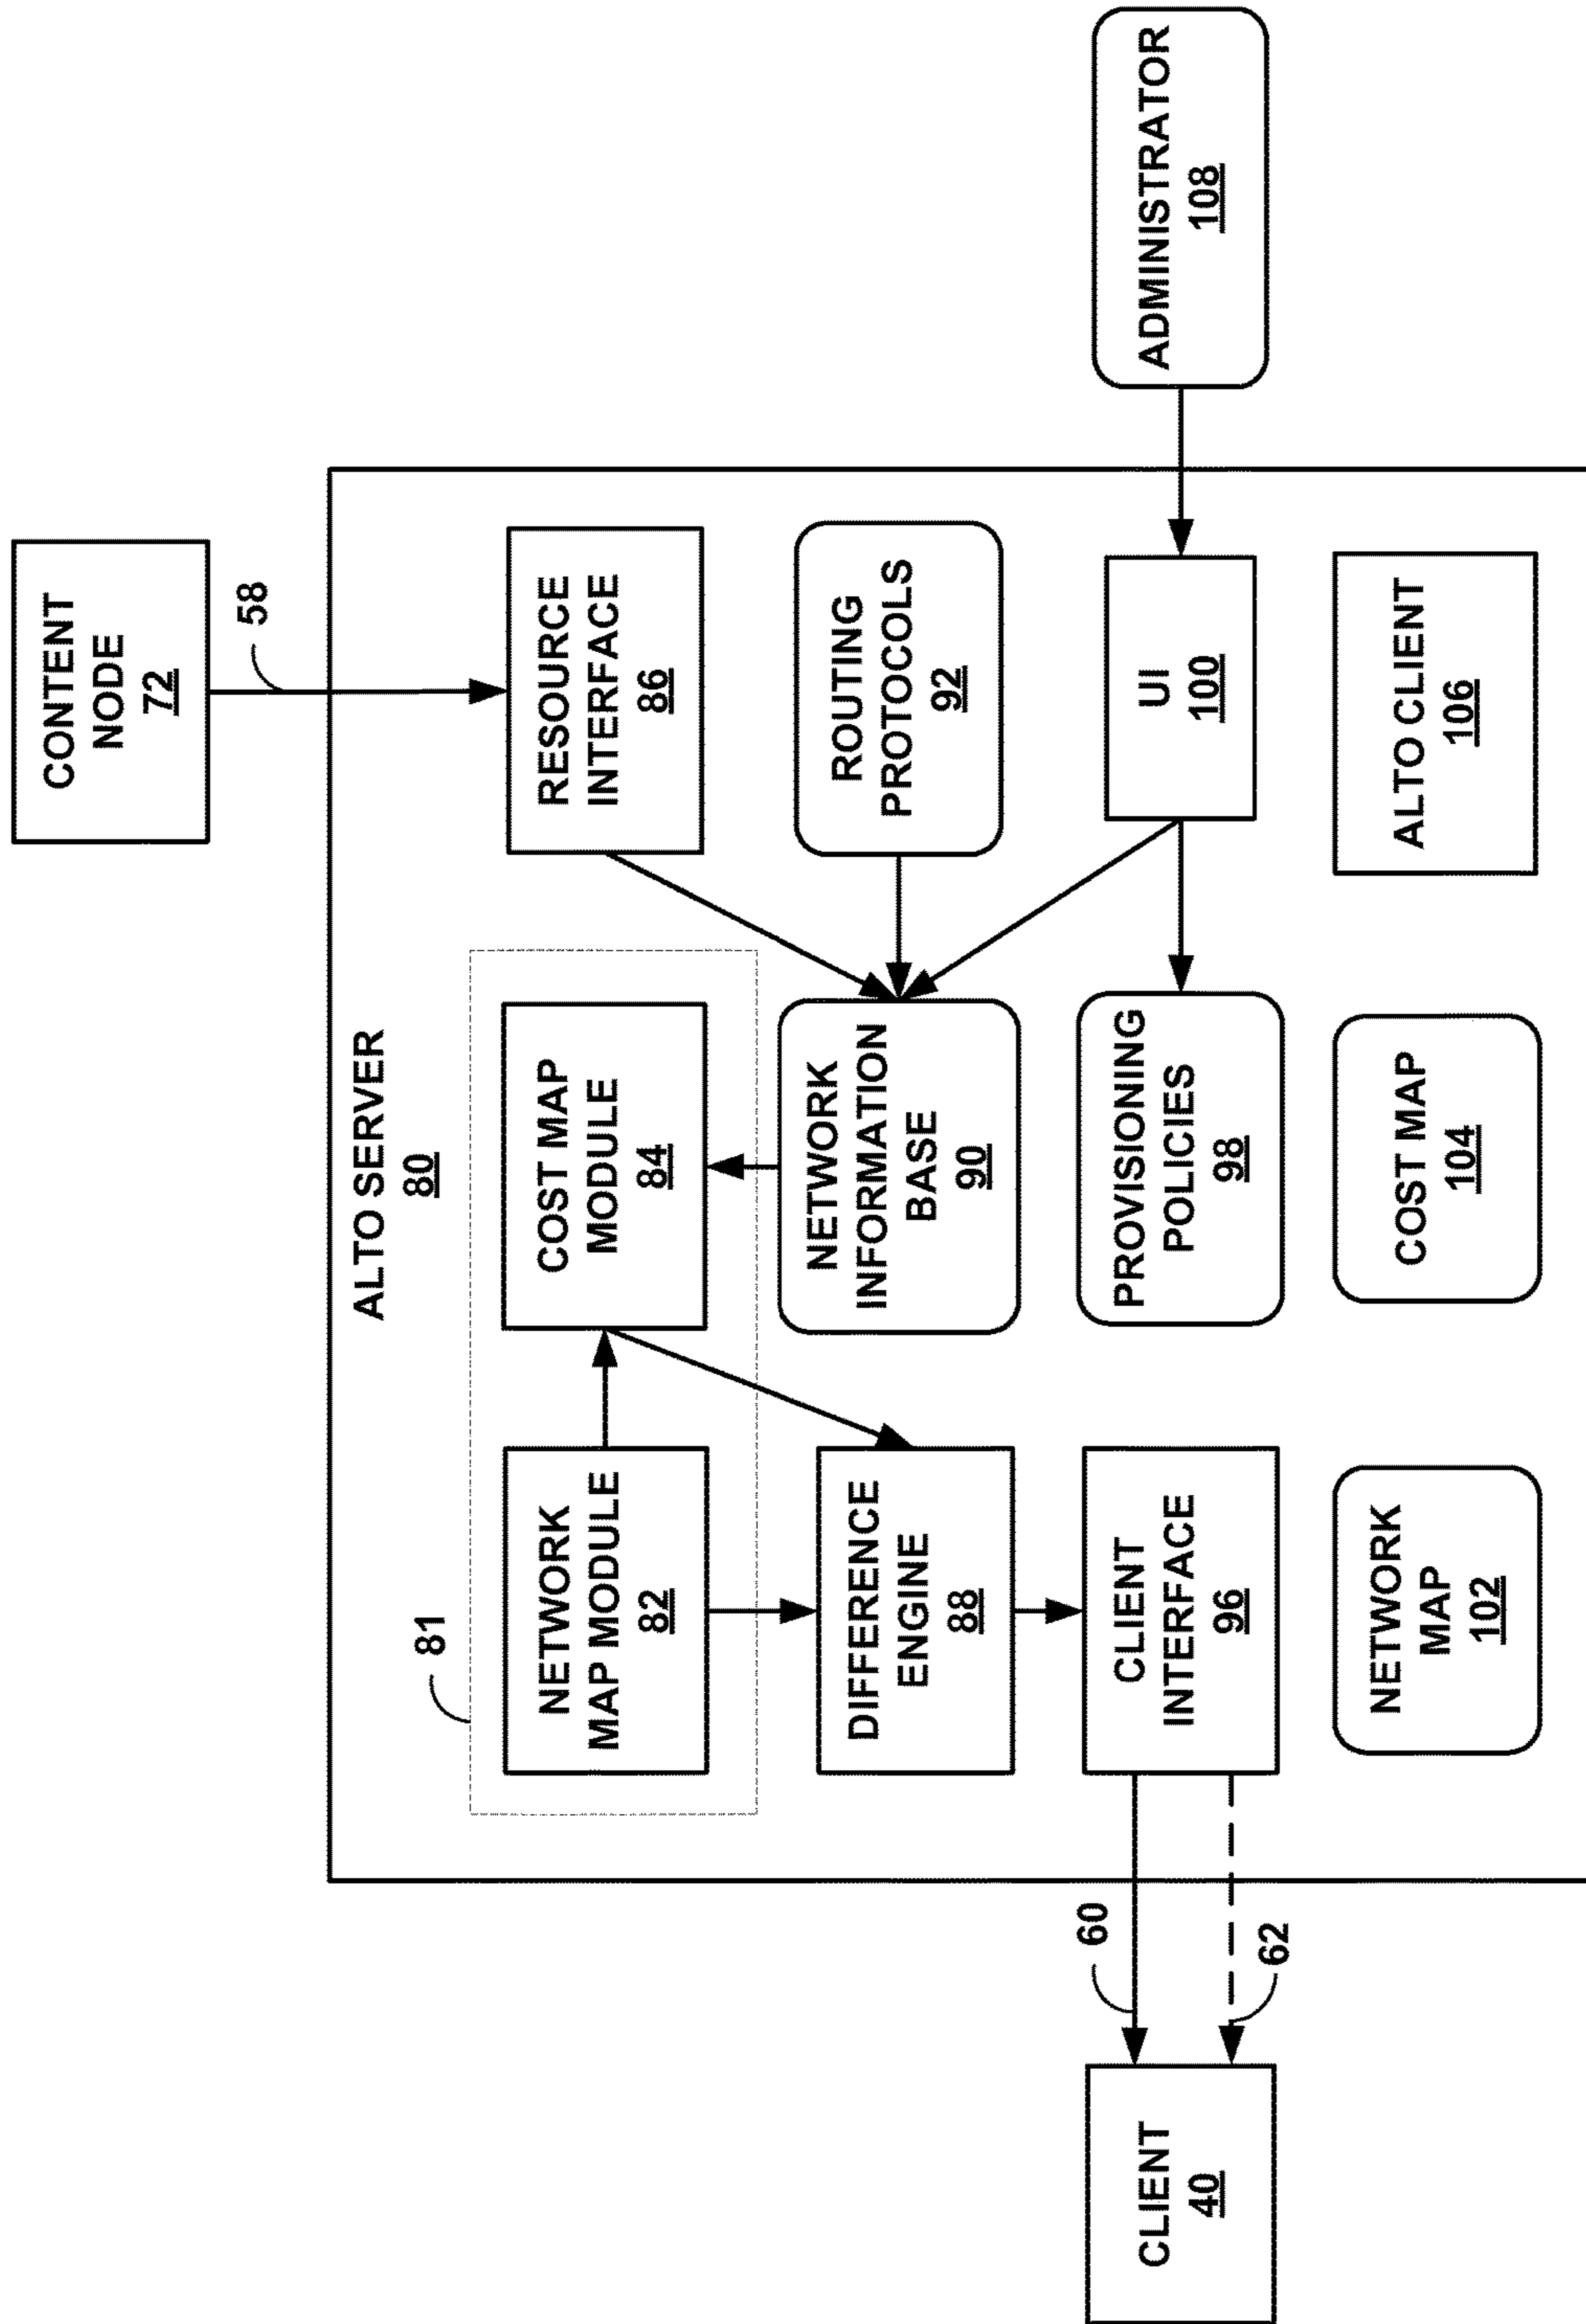 CONTENT
NODE
72
58
ALTO SERVER
80
81
NETWORK
MAP MODULE
82
COST MAP
MODULE
84
RESOURCE
INTERFACE
86
DIFFERENCE
ENGINE
88
NETWORK
INFORMATION
BASE
90
ROUTING
PROTOCOLS
92
CLIENT
40
60
62
CLIENT
INTERFACE
96
PROVISIONING
POLICIES
98
UI
100
ADMINISTRATOR
108
NETWORK
MAP
102
COST MAP
104
ALTO CLIENT
106